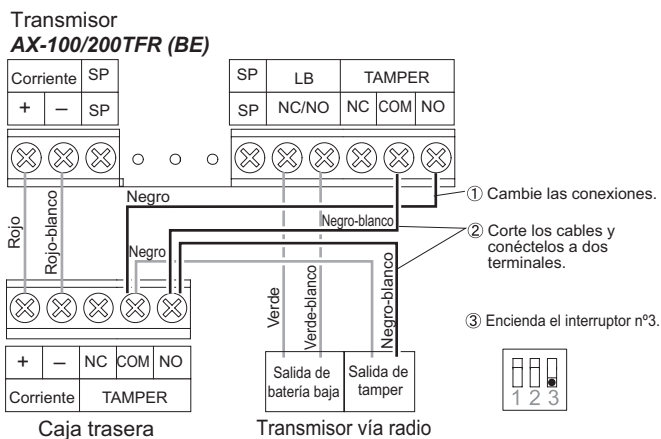 Transmisor
AX-100/200TFR (BE)
Corriente SP SP LB TAMPER
+ – SP SP NC/NO NC COM NO
Negro
① Cambie las conexiones.
Rojo
Rojo-blanco
Negro-blanco
② Corte los cables y
conéctelos a dos
terminales.
Negro
Verde
Verde-blanco
Negro-blanco
③ Encienda el interruptor nº3.
+ – NC COM NO
Corriente TAMPER
Caja trasera
Salida de
batería baja
Salida de
tamper
Transmisor vía radio
1 2 3